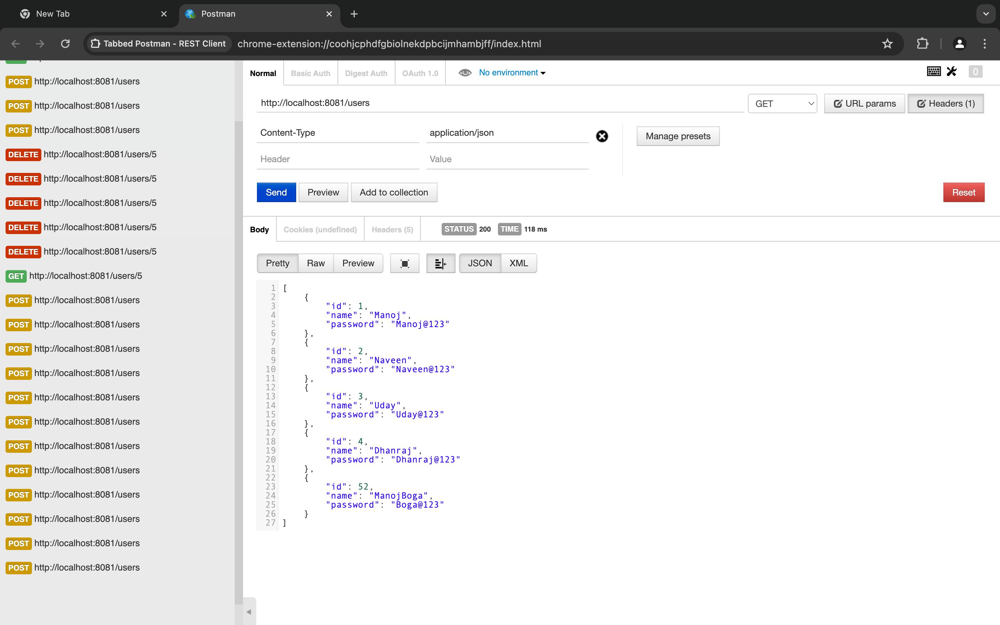 New Tab
Postman
Tabbed Postman - REST Client chrome-extension://coohjcphdfgbiolnekdpbcijmhambjff/index.html
POST http://localhost:8081/users
POST http://localhost:8081/users
POST http://localhost:8081/users
DELETE http://localhost:8081/users/5
DELETE http://localhost:8081/users/5
DELETE http://localhost:8081/users/5
DELETE http://localhost:8081/users/5
DELETE http://localhost:8081/users/5
GET http://localhost:8081/users/5
POST http://localhost:8081/users
POST http://localhost:8081/users
POST http://localhost:8081/users
POST http://localhost:8081/users
POST http://localhost:8081/users
POST http://localhost:8081/users
POST http://localhost:8081/users
POST http://localhost:8081/users
POST http://localhost:8081/users
POST http://localhost:8081/users
POST http://localhost:8081/users
POST http://localhost:8081/users
Normal Basic Auth Digest Auth OAuth 1.0 No environment 0
http://localhost:8081/users GET URL params Headers (1)
Content-Type application/json Manage presets
Header Value
Send Preview Add to collection Reset
Body Cookies (undefined) Headers (5) STATUS 200 TIME 118 ms
Pretty Raw Preview JSON XML
1 [
2 {
3 "id": 1,
4 "name": "Manoj",
5 "password": "Manoj@123"
6 },
7 {
8 "id": 2,
9 "name": "Naveen",
10 "password": "Naveen@123"
11 },
12 {
13 "id": 3,
14 "name": "Uday",
15 "password": "Uday@123"
16 },
17 {
18 "id": 4,
19 "name": "Dhanraj",
20 "password": "Dhanraj@123"
21 },
22 {
23 "id": 52,
24 "name": "ManojBoga",
25 "password": "Boga@123"
26 }
27 ]